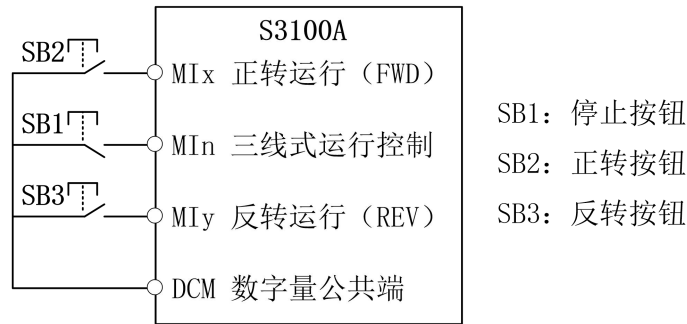 S3100A
SB2 MIx 正转运行（FWD）
SB1 MIn 三线式运行控制
SB3 MIy 反转运行（REV）
DCM 数字量公共端
SB1：停止按钮
SB2：正转按钮
SB3：反转按钮